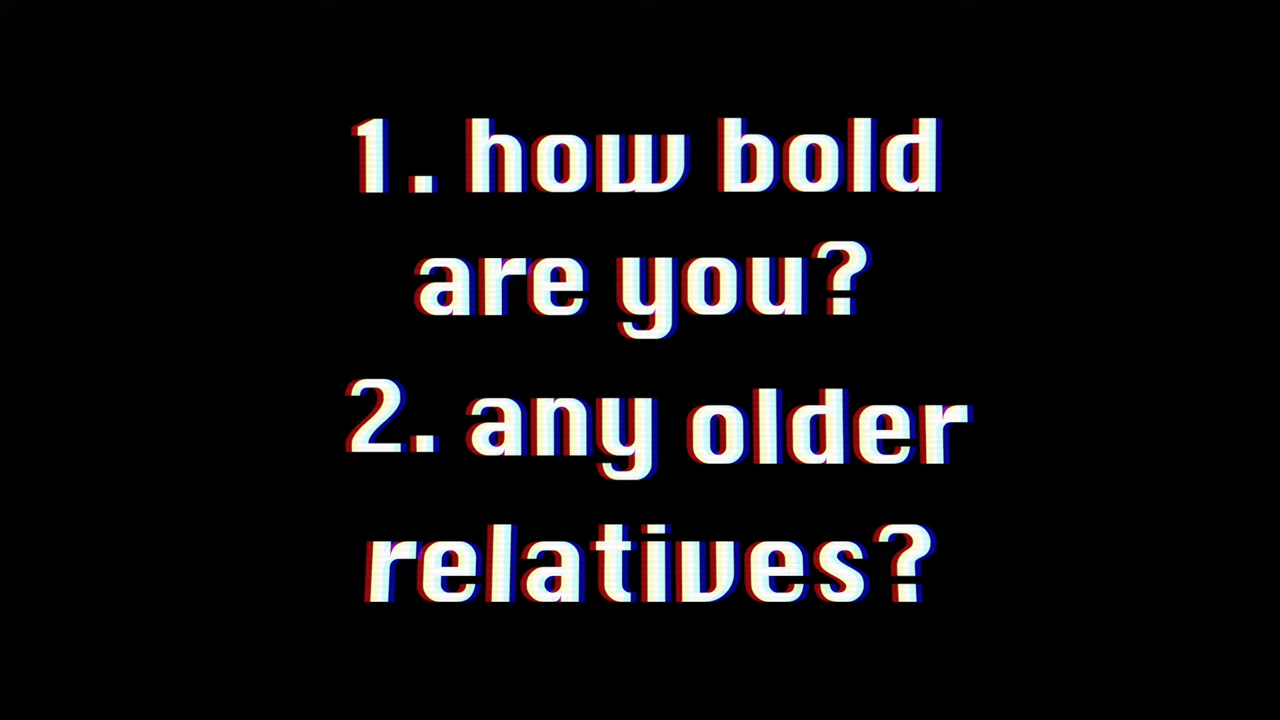 1. how bold
are you?
2. any older
relatives?